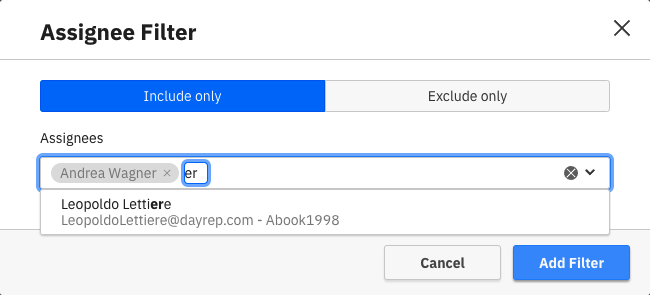 Assignee Filter
Include only
Exclude only
Assignees
Andrea Wagner × er
Leopoldo Lettiere
LeopoldoLettiere@dayrep.com - Abook1998
Cancel
Add Filter